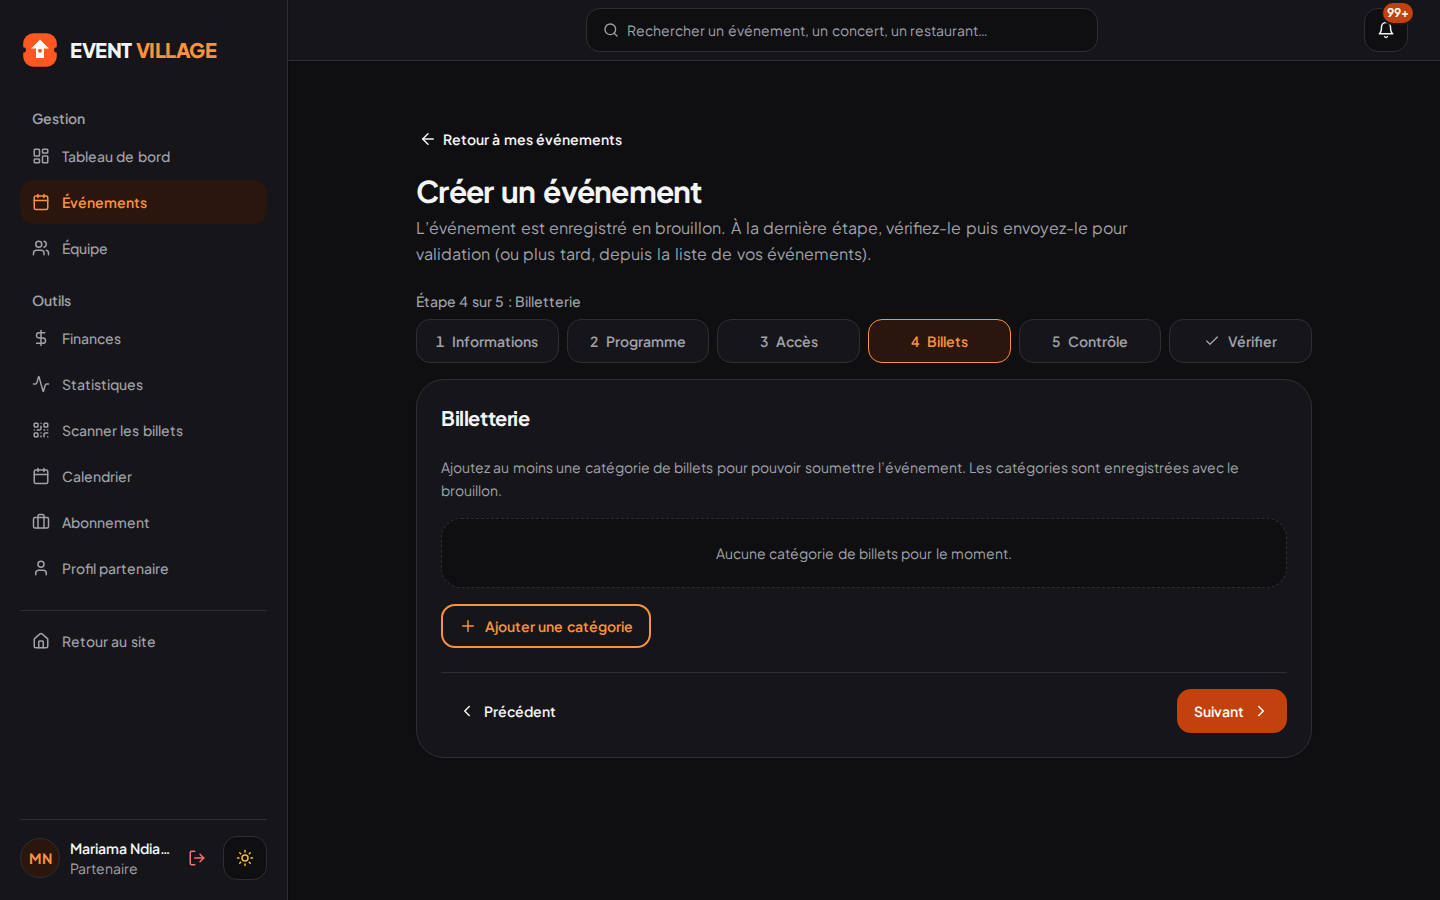 EVENT VILLAGE
Rechercher un événement, un concert, un restaurant...
99+
Gestion
Tableau de bord
Événements
Équipe
Outils
Finances
Statistiques
Scanner les billets
Calendrier
Abonnement
Profil partenaire
Retour au site
MN
Mariama Ndia...
Partenaire
Retour à mes événements
Créer un événement
L'événement est enregistré en brouillon. À la dernière étape, vérifiez-le puis envoyez-le pour
validation (ou plus tard, depuis la liste de vos événements).
Étape 4 sur 5 : Billetterie
1 Informations
2 Programme
3 Accès
4 Billets
5 Contrôle
Vérifier
Billetterie
Ajoutez au moins une catégorie de billets pour pouvoir soumettre l'événement. Les catégories sont enregistrées avec le
brouillon.
Aucune catégorie de billets pour le moment.
Ajouter une catégorie
Précédent
Suivant